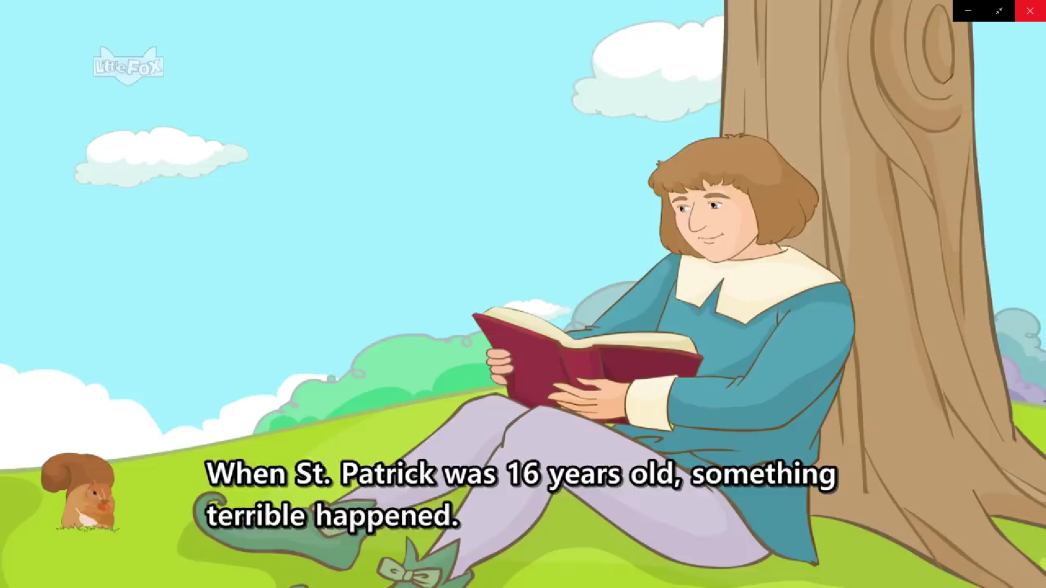 Little Fox
When St. Patrick was 16 years old, something
terrible happened.